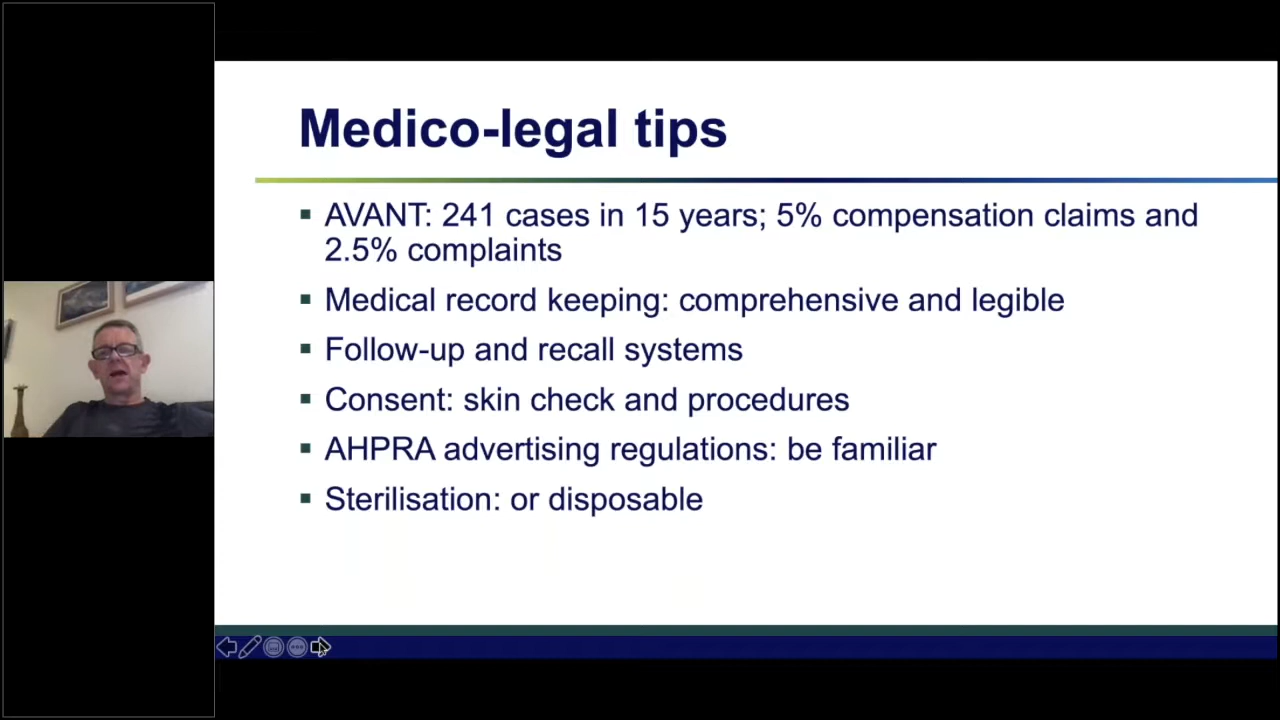 Medico-legal tips
AVANT: 241 cases in 15 years; 5% compensation claims and
2.5% complaints
Medical record keeping: comprehensive and legible
Follow-up and recall systems
Consent: skin check and procedures
AHPRA advertising regulations: be familiar
Sterilisation: or disposable